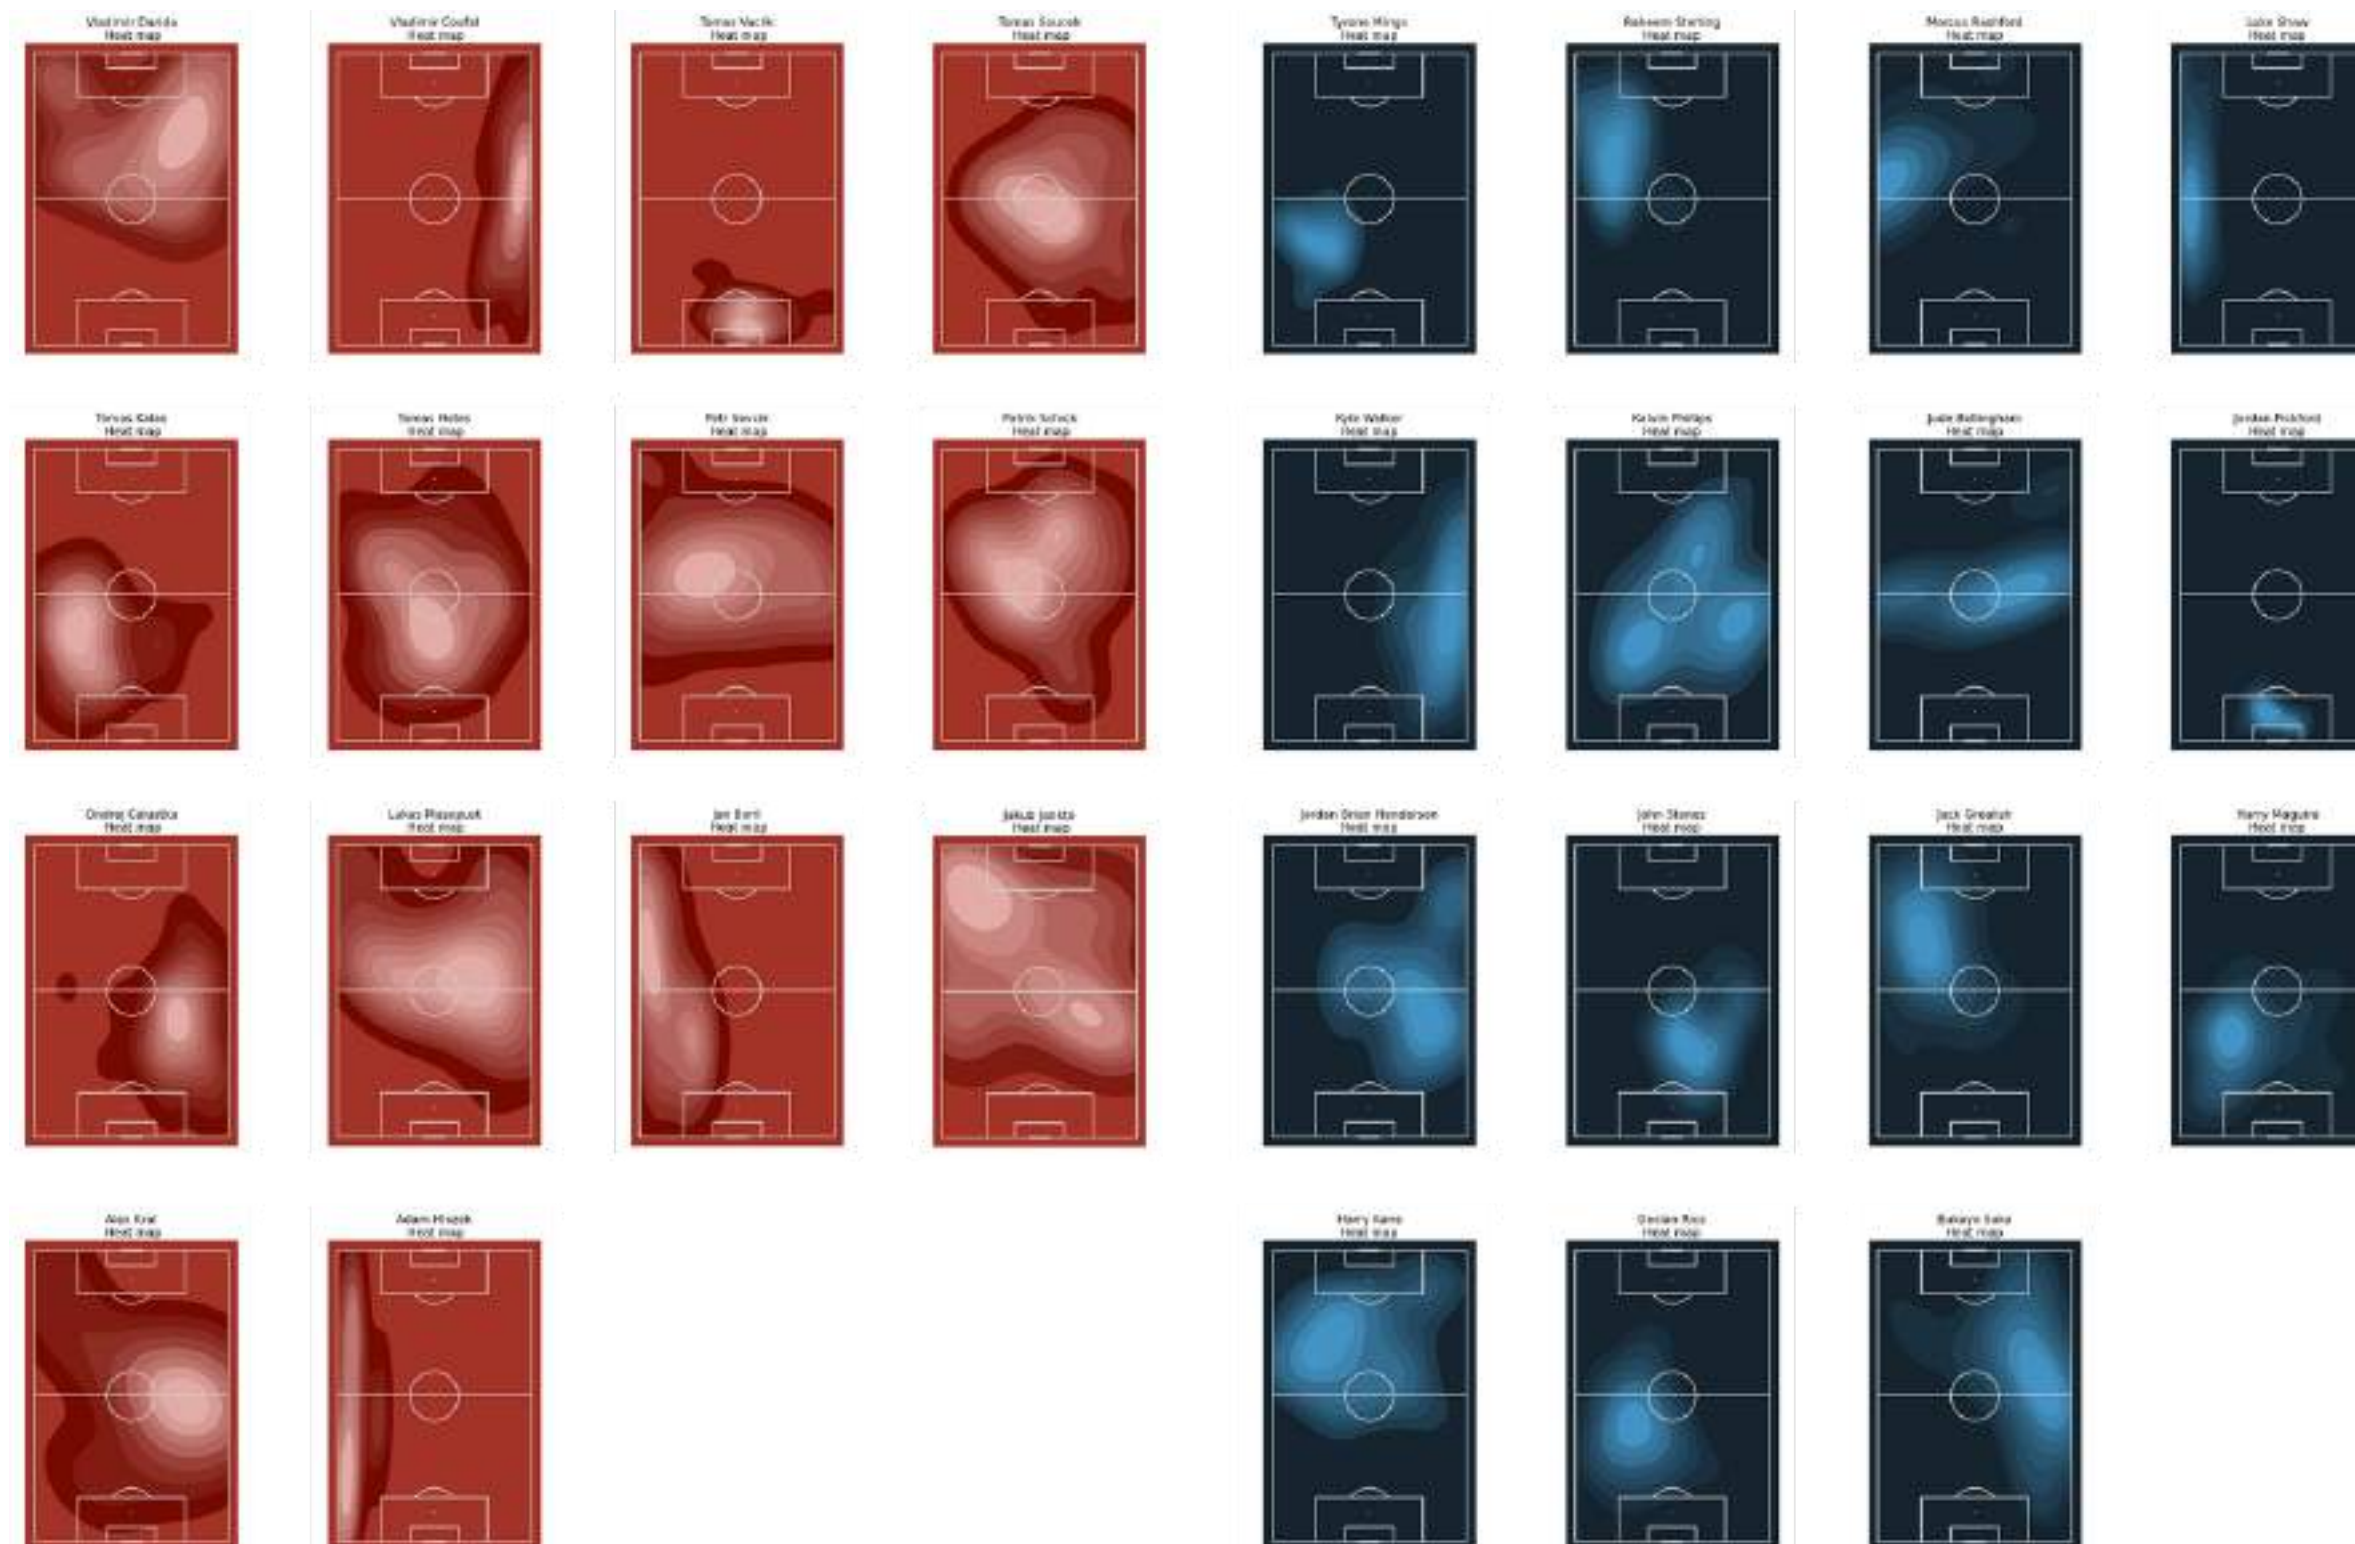 Vladimir Darida
Heat map
Vladimir Coufal
Heat map
Tomas Vaclik
Heat map
Tomas Soucek
Heat map
Tyrone Mings
Heat map
Raheem Sterling
Heat map
Marcus Rashford
Heat map
Luke Shaw
Heat map
Tomas Kalas
Heat map
Tomas Holes
Heat map
Petr Sevcik
Heat map
Patrik Schick
Heat map
Kyle Walker
Heat map
Kalvin Phillips
Heat map
Jude Bellingham
Heat map
Jordan Pickford
Heat map
Ondrej Celustka
Heat map
Lukas Masopust
Heat map
Jan Boril
Heat map
Jakub Jankto
Heat map
Jordan Brian Henderson
Heat map
John Stones
Heat map
Jack Grealish
Heat map
Harry Maguire
Heat map
Alex Kral
Heat map
Adam Hlozek
Heat map
Harry Kane
Heat map
Declan Rice
Heat map
Bukayo Saka
Heat map